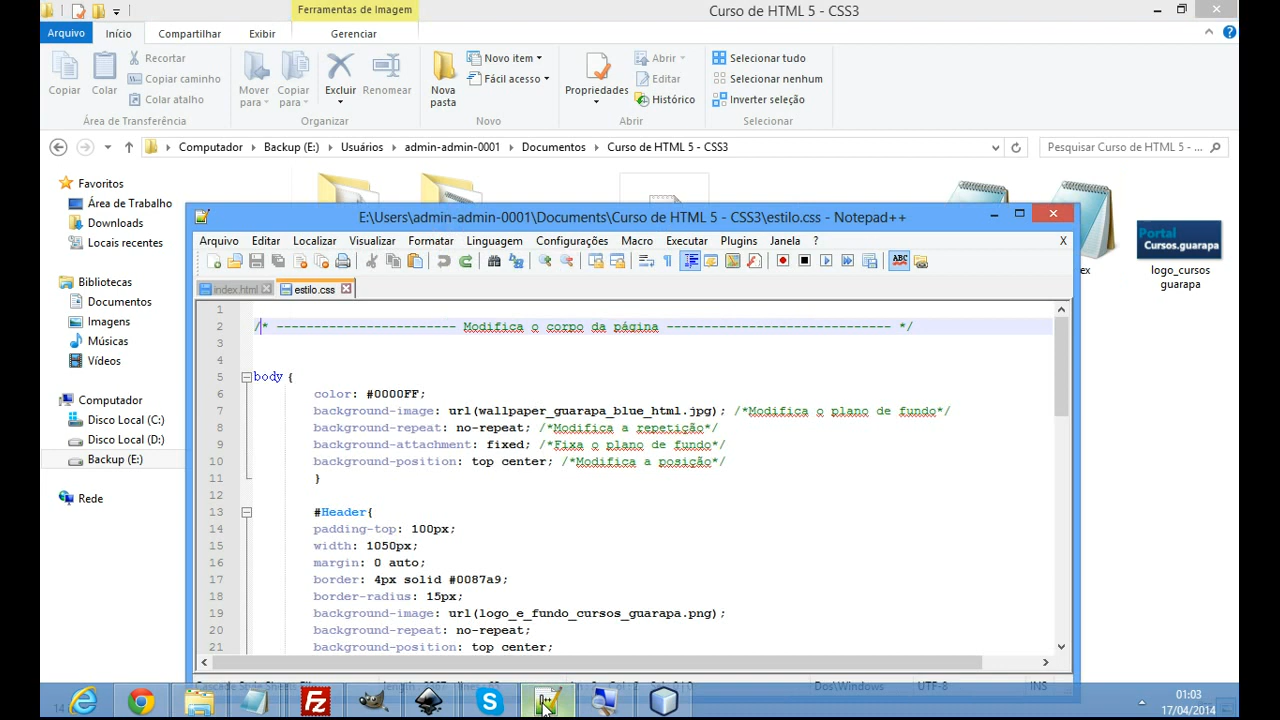 Ferramentas de Imagem
Curso de HTML 5 - CSS3
Arquivo
Início
Compartilhar
Exibir
Gerenciar
Copiar
Colar
Recortar
Copiar caminho
Colar atalho
Área de Transferência
Mover para
Copiar para
Excluir
Renomear
Organizar
Nova pasta
Novo item
Fácil acesso
Novo
Propriedades
Abrir
Editar
Histórico
Abrir
Selecionar tudo
Selecionar nenhum
Inverter seleção
Selecionar
Computador
Backup (E:)
Usuários
admin-admin-0001
Documentos
Curso de HTML 5 - CSS3
Pesquisar Curso de HTML 5 - ...
Favoritos
Área de Trabalho
Downloads
Locais recentes
Bibliotecas
Documentos
Imagens
Músicas
Vídeos
Computador
Disco Local (C:)
Disco Local (D:)
Backup (E:)
Rede
Portal
Cursos.guarapa
logo_cursos
guarapa
ex
E:\Users\admin-admin-0001\Documents\Curso de HTML 5 - CSS3\estilo.css - Notepad++
Arquivo Editar Localizar Visualizar Formatar Linguagem Configurações Macro Executar Plugins Janela ? X
index.html
estilo.css
1
2 /* ------------------------ Modifica o corpo da página ------------------------------ */
3
4
5 body {
6 color: #0000FF;
7 background-image: url(wallpaper_guarapa_blue_html.jpg); /*Modifica o plano de fundo*/
8 background-repeat: no-repeat; /*Modifica a repetição*/
9 background-attachment: fixed; /*Fixa o plano de fundo*/
10 background-position: top center; /*Modifica a posição*/
11 }
12
13 #Header{
14 padding-top: 100px;
15 width: 1050px;
16 margin: 0 auto;
17 border: 4px solid #0087a9;
18 border-radius: 15px;
19 background-image: url(logo_e_fundo_cursos_guarapa.png);
20 background-repeat: no-repeat;
21 background-position: top center;
Dos\Windows
UTF-8
INS
01:03
17/04/2014